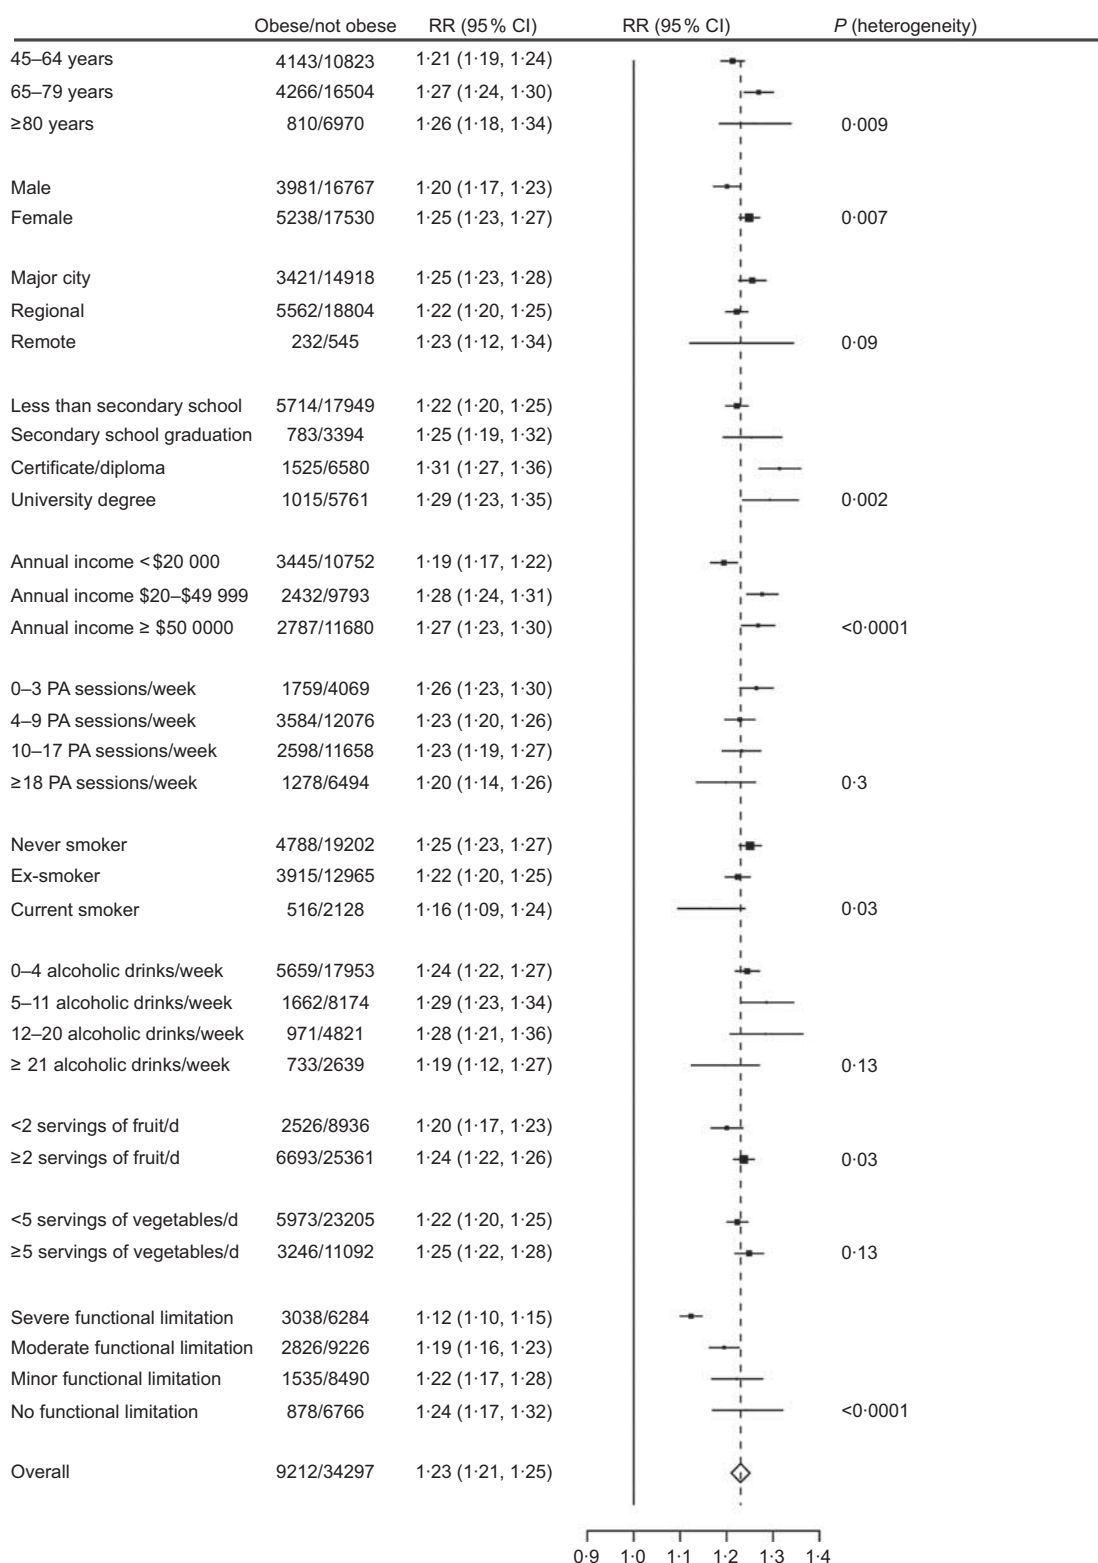 Obese/not obese RR (95 % CI) RR (95 % CI) P (heterogeneity)
45–64 years 4143/10823 1·21 (1·19, 1·24)
65–79 years 4266/16504 1·27 (1·24, 1·30)
≥80 years 810/6970 1·26 (1·18, 1·34) 0·009
Male 3981/16767 1·20 (1·17, 1·23)
Female 5238/17530 1·25 (1·23, 1·27) 0·007
Major city 3421/14918 1·25 (1·23, 1·28)
Regional 5562/18804 1·22 (1·20, 1·25)
Remote 232/545 1·23 (1·12, 1·34) 0·09
Less than secondary school 5714/17949 1·22 (1·20, 1·25)
Secondary school graduation 783/3394 1·25 (1·19, 1·32)
Certificate/diploma 1525/6580 1·31 (1·27, 1·36)
University degree 1015/5761 1·29 (1·23, 1·35) 0·002
Annual income < $20 000 3445/10752 1·19 (1·17, 1·22)
Annual income $20–$49 999 2432/9793 1·28 (1·24, 1·31)
Annual income ≥ $50 0000 2787/11680 1·27 (1·23, 1·30) <0·0001
0–3 PA sessions/week 1759/4069 1·26 (1·23, 1·30)
4–9 PA sessions/week 3584/12076 1·23 (1·20, 1·26)
10–17 PA sessions/week 2598/11658 1·23 (1·19, 1·27)
≥18 PA sessions/week 1278/6494 1·20 (1·14, 1·26) 0·3
Never smoker 4788/19202 1·25 (1·23, 1·27)
Ex-smoker 3915/12965 1·22 (1·20, 1·25)
Current smoker 516/2128 1·16 (1·09, 1·24) 0·03
0–4 alcoholic drinks/week 5659/17953 1·24 (1·22, 1·27)
5–11 alcoholic drinks/week 1662/8174 1·29 (1·23, 1·34)
12–20 alcoholic drinks/week 971/4821 1·28 (1·21, 1·36)
≥ 21 alcoholic drinks/week 733/2639 1·19 (1·12, 1·27) 0·13
<2 servings of fruit/d 2526/8936 1·20 (1·17, 1·23)
≥2 servings of fruit/d 6693/25361 1·24 (1·22, 1·26) 0·03
<5 servings of vegetables/d 5973/23205 1·22 (1·20, 1·25)
≥5 servings of vegetables/d 3246/11092 1·25 (1·22, 1·28) 0·13
Severe functional limitation 3038/6284 1·12 (1·10, 1·15)
Moderate functional limitation 2826/9226 1·19 (1·16, 1·23)
Minor functional limitation 1535/8490 1·22 (1·17, 1·28)
No functional limitation 878/6766 1·24 (1·17, 1·32) <0·0001
Overall 9212/34297 1·23 (1·21, 1·25)
0·9 1·0 1·1 1·2 1·3 1·4